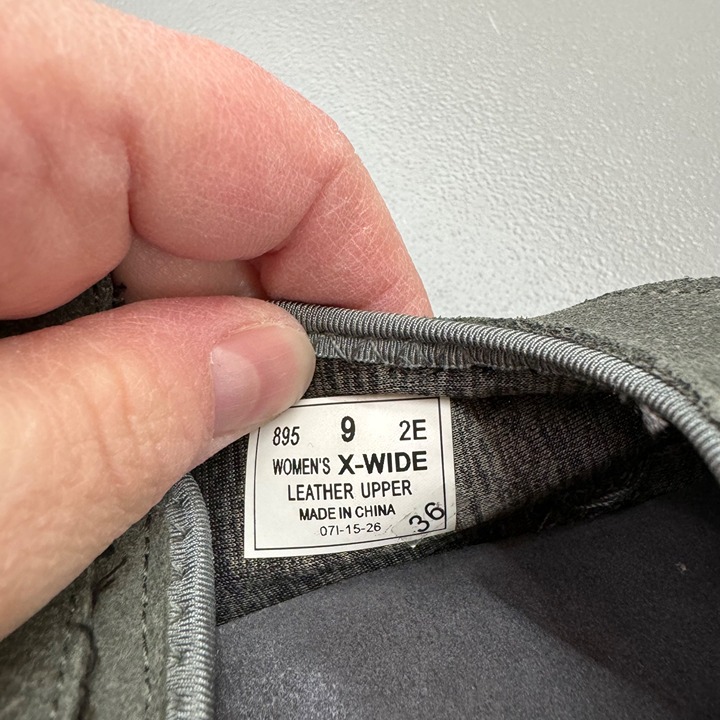 895 9 2E
WOMEN'S X-WIDE
LEATHER UPPER
MADE IN CHINA
07I-15-26
36